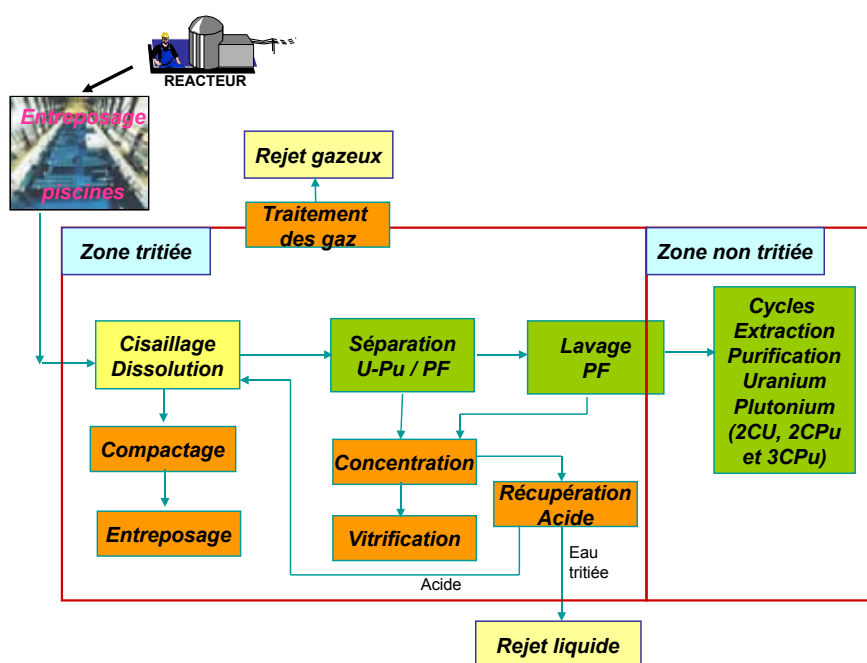 REACTEUR
Entreposage
piscines
Rejet gazeux
Traitement
des gaz
Zone tritiée
Zone non tritiée
Cisaillage
Dissolution
Séparation
U-Pu / PF
Lavage
PF
Cycles
Extraction
Purification
Uranium
Plutonium
(2CU, 2CPu
et 3CPu)
Compactage
Concentration
Récupération
Acide
Entreposage
Vitrification
Eau
tritiée
Acide
Rejet liquide